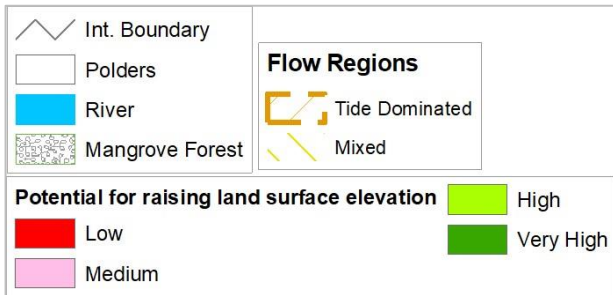 Int. Boundary
Polders
River
Mangrove Forest
Flow Regions
Tide Dominated
Mixed
Potential for raising land surface elevation
Low
Medium
High
Very High